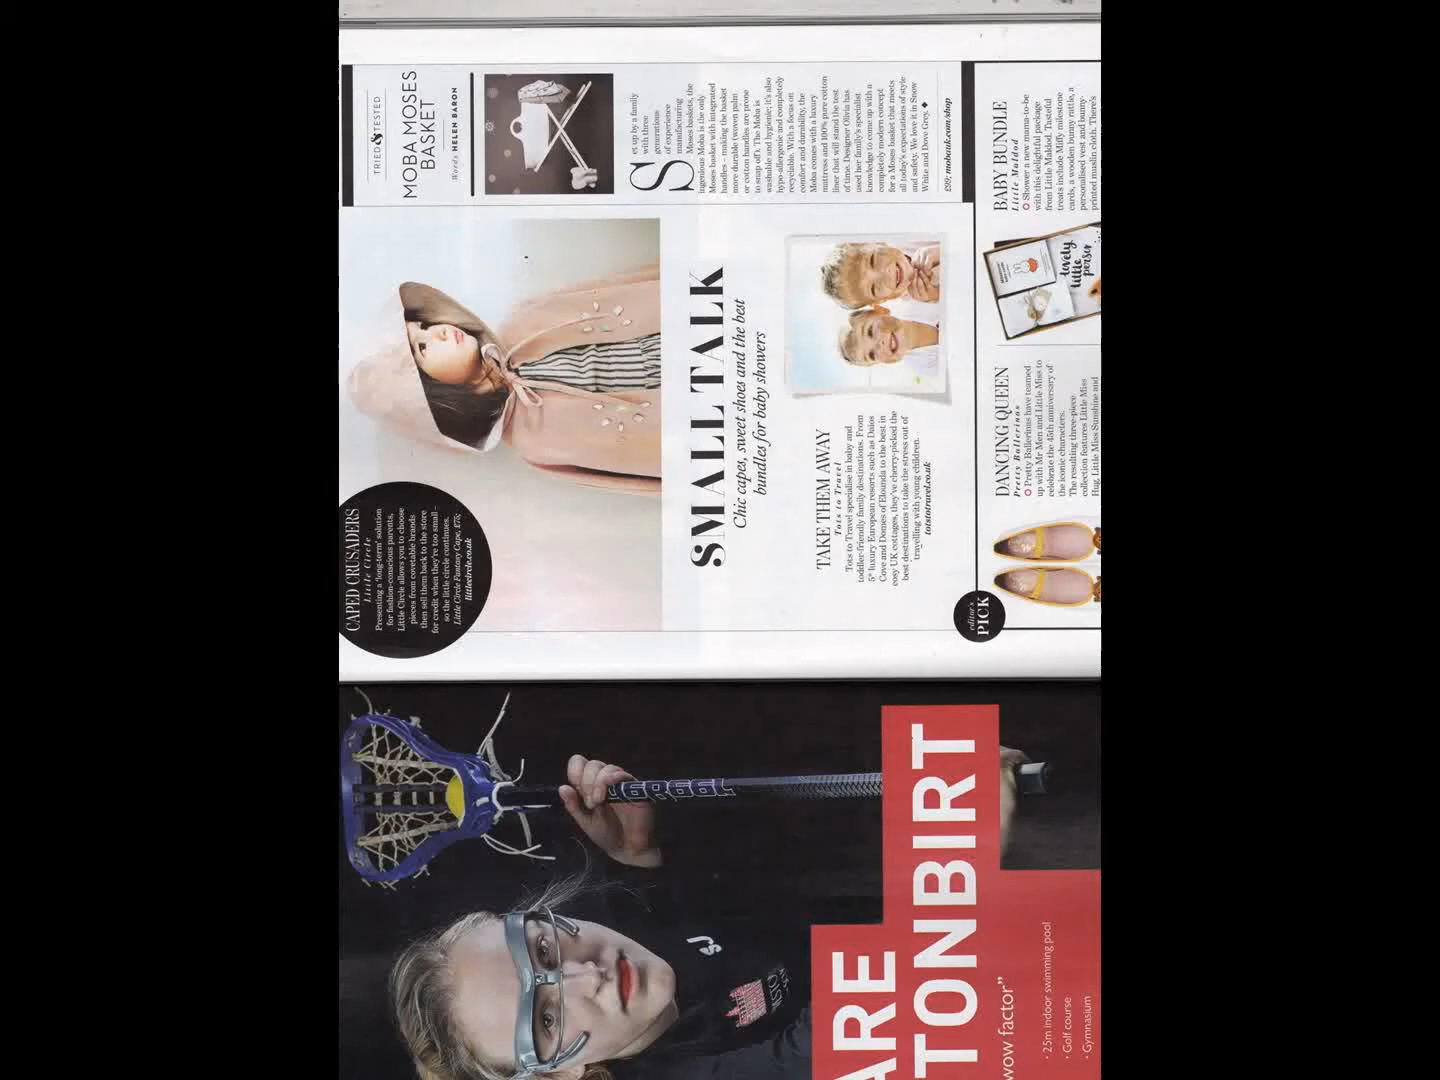 CAPED CRUSADERS
Little Circle
Presenting a 'long-term' solution
for fashion-conscious parents,
Little Circle allows you to choose
pieces from covetable brands
then sell them back to the store
for credit when they're too small –
so the little circle continues.
Little Circle Fantasy Cape, £75;
littlecircle.co.uk
SMALL TALK
Chic capes, sweet shoes and the best
bundles for baby showers
TAKE THEM AWAY
Tots to Travel
Tots to Travel specialise in baby and
toddler-friendly family destinations. From
5* luxury European resorts such as Daios
Cove and Domes of Elounda to the best in
cosy UK cottages, they've cherry-picked the
best destinations to take the stress out of
travelling with young children.
totstotravel.co.uk
TRIED & TESTED
MOBA MOSES
BASKET
Words HELEN BARON
Set up by a family
with three
generations
of experience
manufacturing
Moses baskets, the
ingenious Moba is the only
Moses basket with integrated
handles – making the basket
more durable (woven palm
or cotton handles are prone
to snap off). The Moba is
washable and hygienic; it's also
hypo-allergenic and completely
recyclable. With a focus on
comfort and durability, the
Moba comes with a luxury
mattress and 100% pure cotton
liner that will stand the test
of time. Designer Olivia has
used her family's specialist
knowledge to come up with a
completely modern concept
for a Moses basket that meets
all today's expectations of style
and safety. We love it in Snow
White and Dove Grey. ◆
£99; mobauk.com/shop
editor's
PICK
DANCING QUEEN
Pretty Ballerinas
Pretty Ballerinas have teamed
up with Mr Men and Little Miss to
celebrate the 45th anniversary of
the iconic characters.
The resulting three-piece
collection features Little Miss
Hug, Little Miss Sunshine and
lovely
little
person
BABY BUNDLE
Little Maldod
Shower a new mama-to-be
with this delightful package
from Little Maldod. Tasteful
treats include Miffy milestone
cards, a wooden bunny rattle, a
personalised vest and bunny-
printed muslin cloth. There's
SJ
ARE
TONBIRT
wow factor"
· 25m indoor swimming pool
· Golf course
· Gymnasium